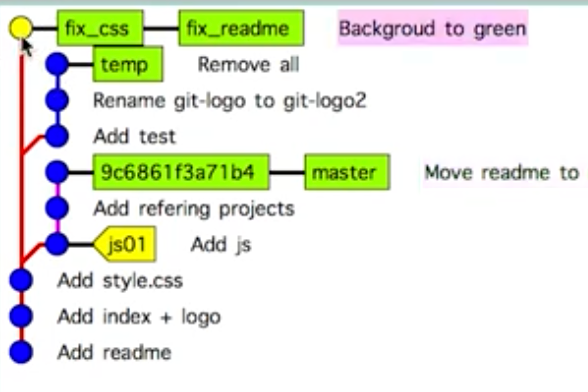 fix_css fix_readme Backgroud to green
temp Remove all
Rename git-logo to git-logo2
Add test
9c6861f3a71b4 master Move readme to
Add refering projects
js01 Add js
Add style.css
Add index + logo
Add readme